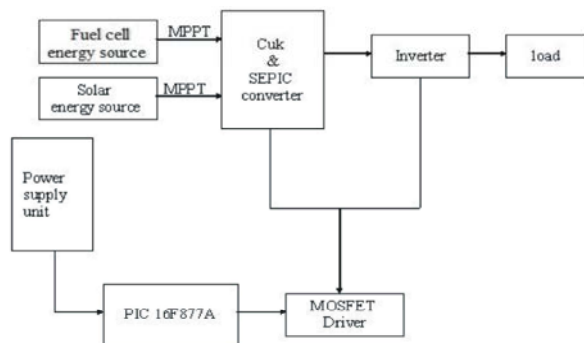 Fuel cell
energy source
MPPT
Cuk
&
SEPIC
converter
Inverter
load
Solar
energy source
MPPT
Power
supply
unit
PIC 16F877A
MOSFET
Driver